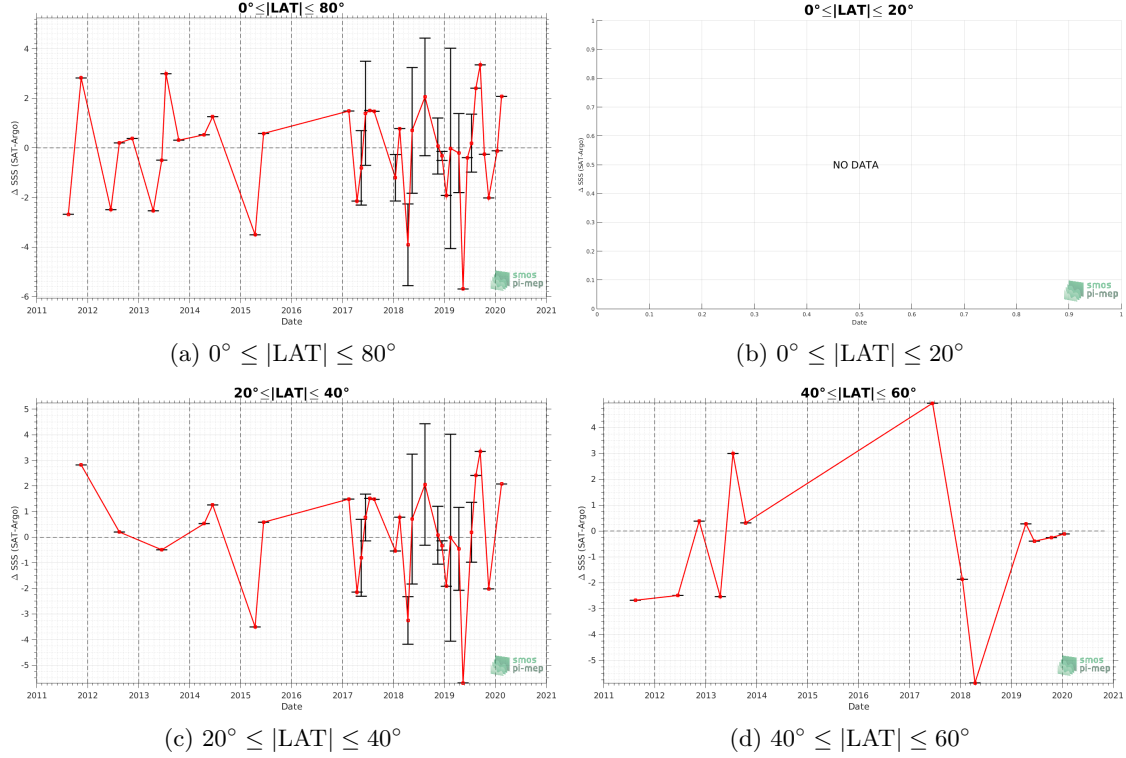 0°≤|LAT|≤ 80°
Δ SSS (SAT-Argo)
4
2
0
-2
-4
-6
2011 2012 2013 2014 2015 2016 2017 2018 2019 2020 2021
Date
smos
pi-mep
(a) 0° ≤ |LAT| ≤ 80°
0°≤|LAT|≤ 20°
Δ SSS (SAT-Argo)
1
0.9
0.8
0.7
0.6
0.5
0.4
0.3
0.2
0.1
0
NO DATA
0 0.1 0.2 0.3 0.4 0.5 0.6 0.7 0.8 0.9 1
Date
smos
pi-mep
(b) 0° ≤ |LAT| ≤ 20°
20°≤|LAT|≤ 40°
Δ SSS (SAT-Argo)
5
4
3
2
1
0
-1
-2
-3
-4
-5
2011 2012 2013 2014 2015 2016 2017 2018 2019 2020 2021
Date
smos
pi-mep
(c) 20° ≤ |LAT| ≤ 40°
40°≤|LAT|≤ 60°
Δ SSS (SAT-Argo)
4
3
2
1
0
-1
-2
-3
-4
-5
2011 2012 2013 2014 2015 2016 2017 2018 2019 2020 2021
Date
smos
pi-mep
(d) 40° ≤ |LAT| ≤ 60°